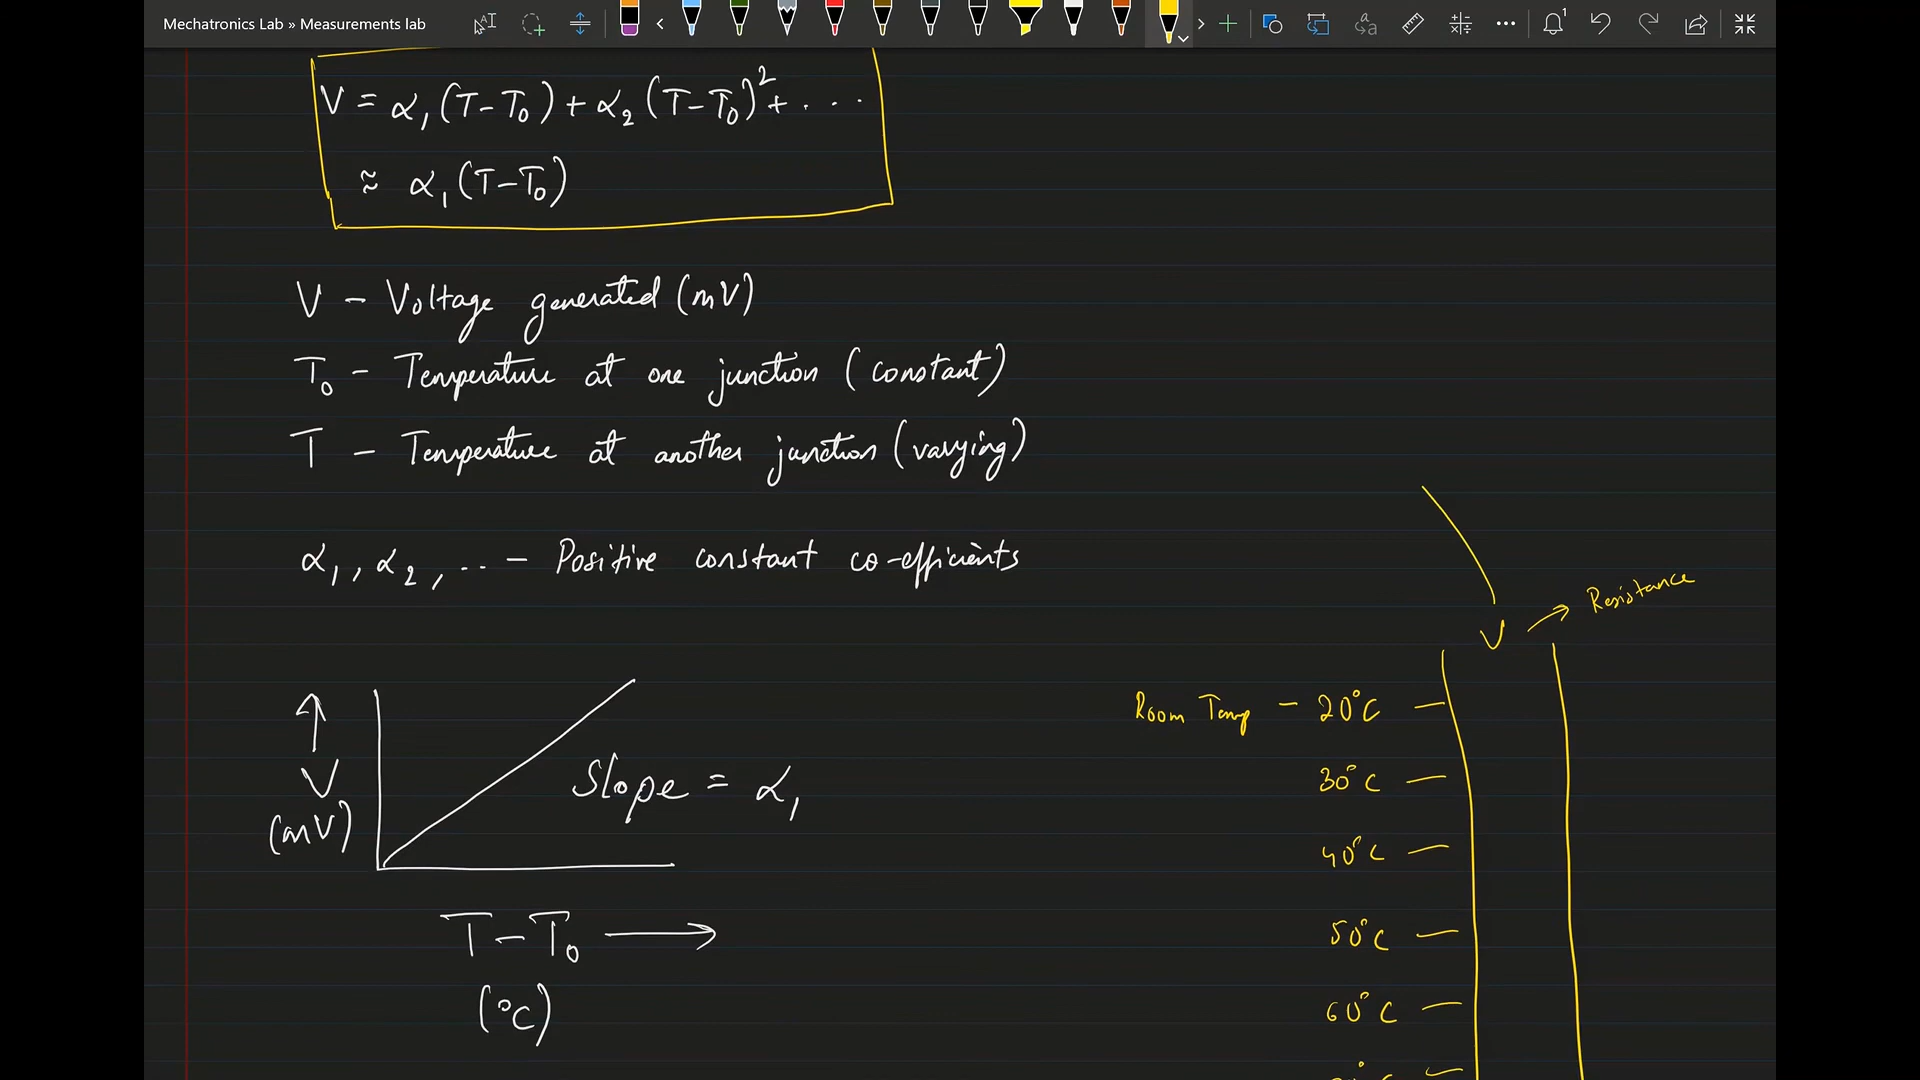 Mechatronics Lab » Measurements lab
V = α₁(T-T₀) + α₂(T-T₀)² + ....
≈ α₁(T-T₀)
V - Voltage generated (mV)
T₀ - Temperature at one junction (constant)
T - Temperature at another junction (varying)
α₁, α₂, .. - Positive constant co-efficients
V
(mV)
Slope = α₁
T-T₀ →
(°C)
V → Resistance
Room Temp - 20°C -
30°C -
40°C -
50°C -
60°C -